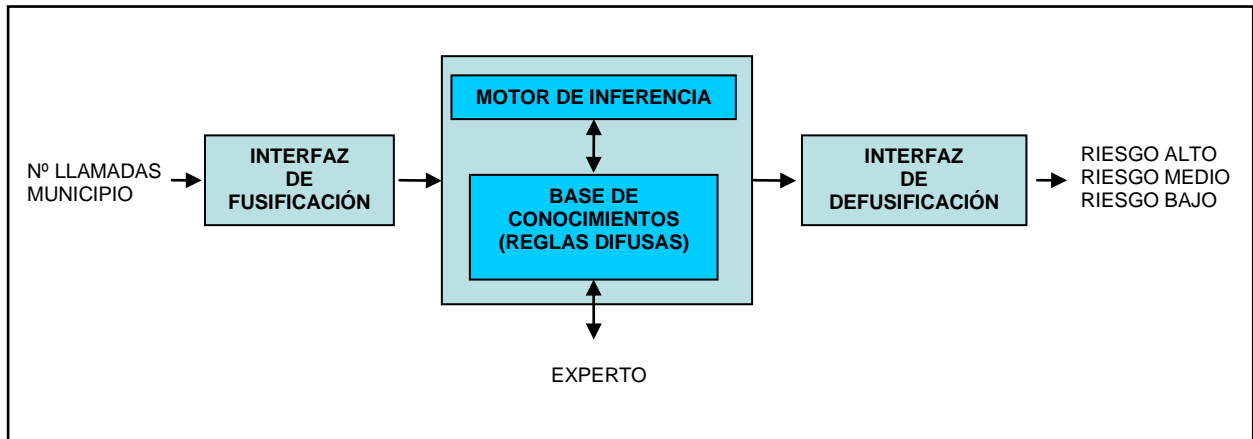 Nº LLAMADAS
MUNICIPIO
INTERFAZ
DE
FUSIFICACIÓN
MOTOR DE INFERENCIA
BASE DE
CONOCIMIENTOS
(REGLAS DIFUSAS)
EXPERTO
INTERFAZ
DE
DEFUSIFICACIÓN
RIESGO ALTO
RIESGO MEDIO
RIESGO BAJO